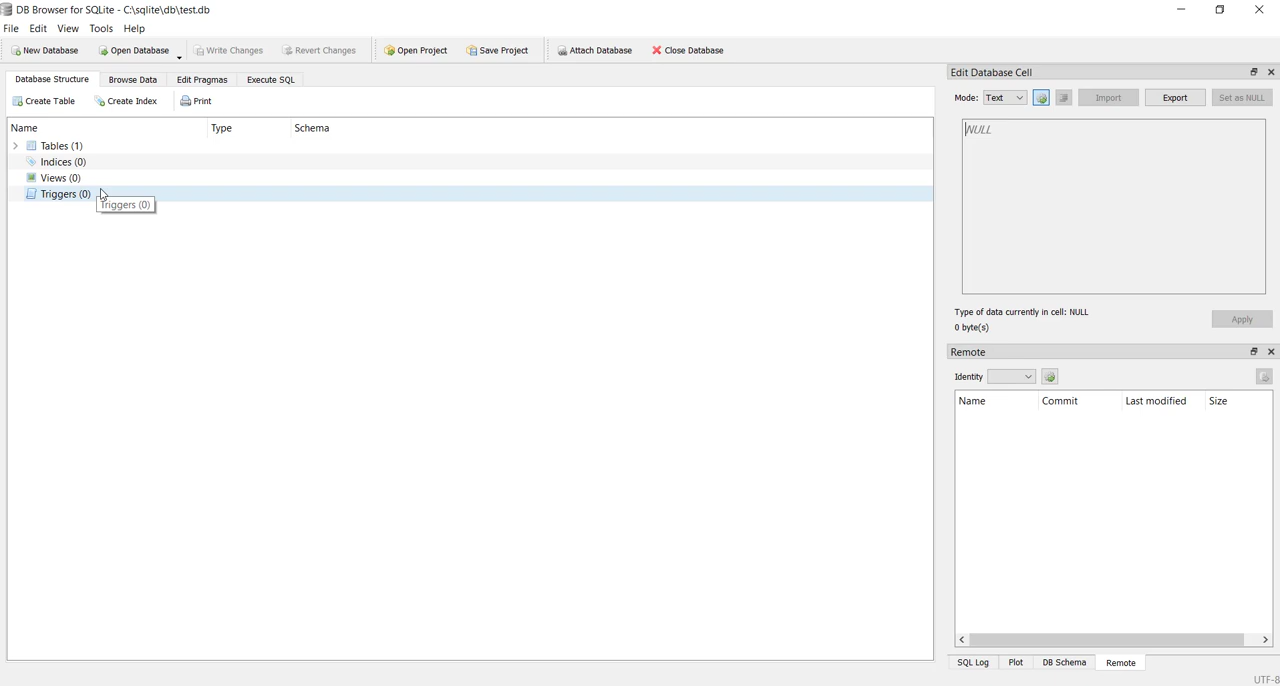 DB Browser for SQLite - C:\sqlite\db\test.db
File Edit View Tools Help
New Database Open Database Write Changes Revert Changes Open Project Save Project Attach Database Close Database
Database Structure Browse Data Edit Pragmas Execute SQL
Create Table Create Index Print
Name Type Schema
Tables (1)
Indices (0)
Views (0)
Triggers (0)
Triggers (0)
Edit Database Cell
Mode: Text Import Export Set as NULL
NULL
Type of data currently in cell: NULL
0 byte(s)
Apply
Remote
Identity
Name Commit Last modified Size
SQL Log Plot DB Schema Remote
UTF-8